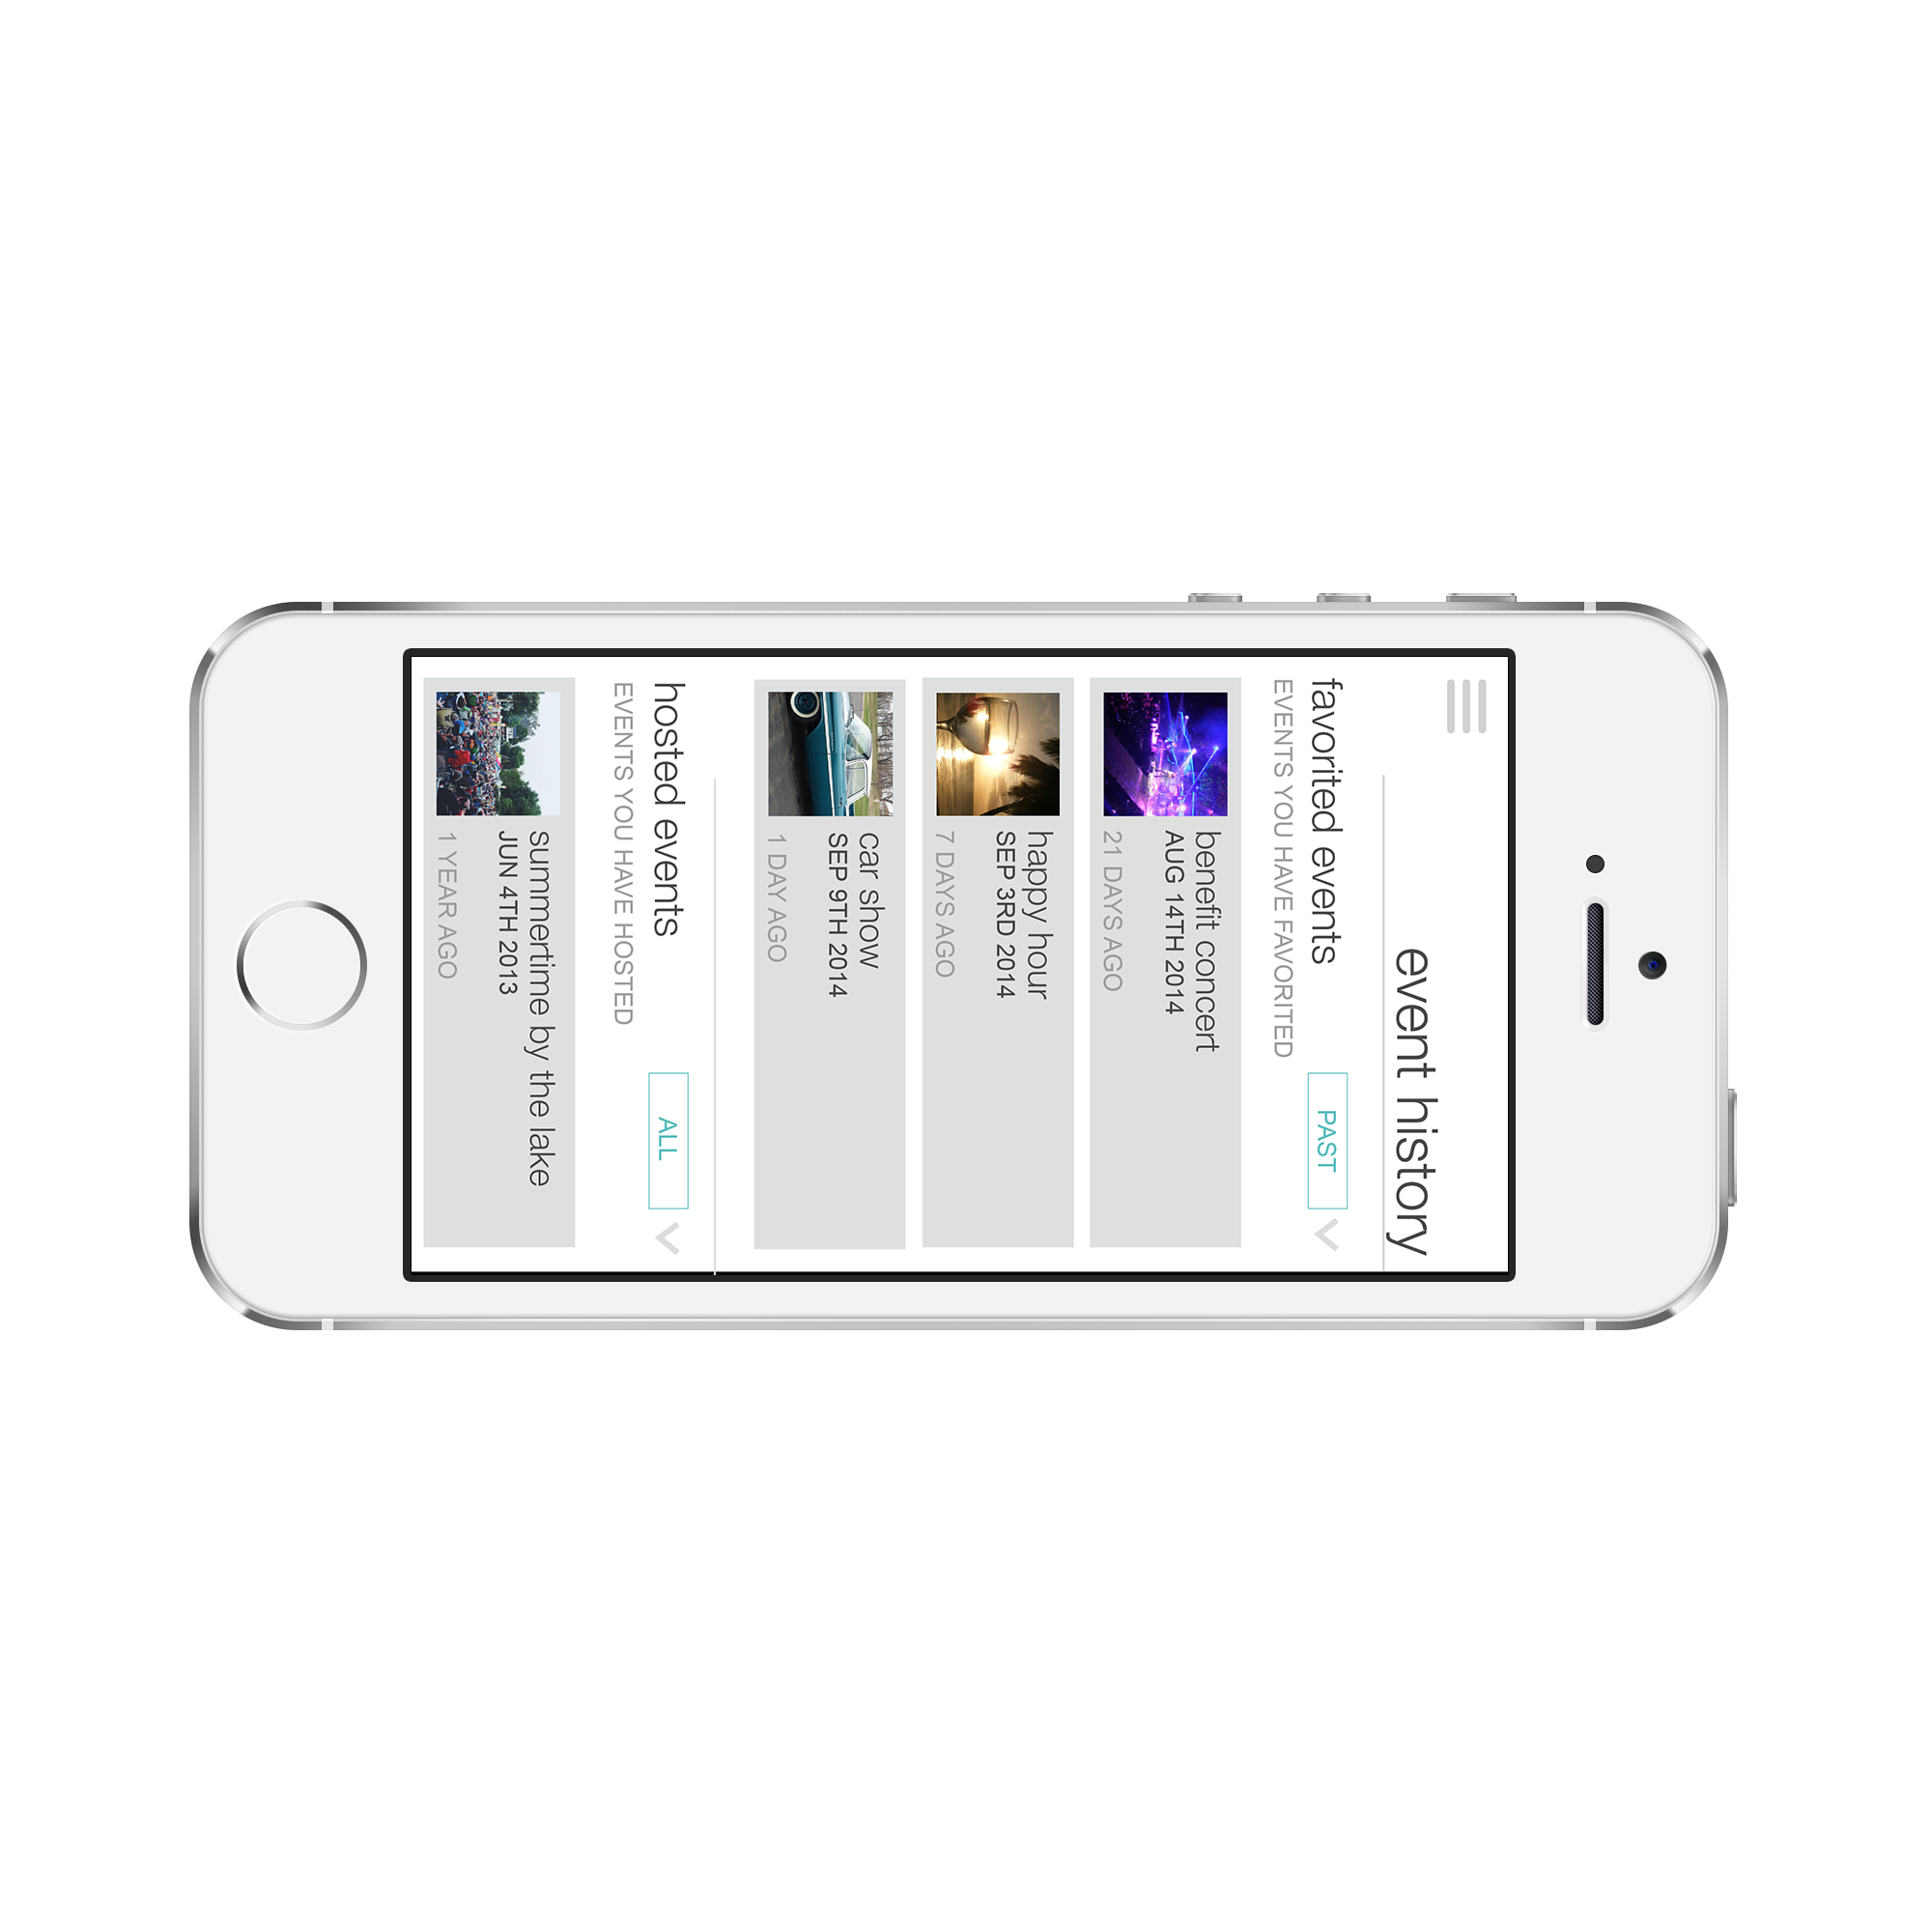 event history
favorited events
PAST
EVENTS YOU HAVE FAVORITED
benefit concert
AUG 14TH 2014
21 DAYS AGO
happy hour
SEP 3RD 2014
7 DAYS AGO
car show
SEP 9TH 2014
1 DAY AGO
hosted events
ALL
EVENTS YOU HAVE HOSTED
summertime by the lake
JUN 4TH 2013
1 YEAR AGO